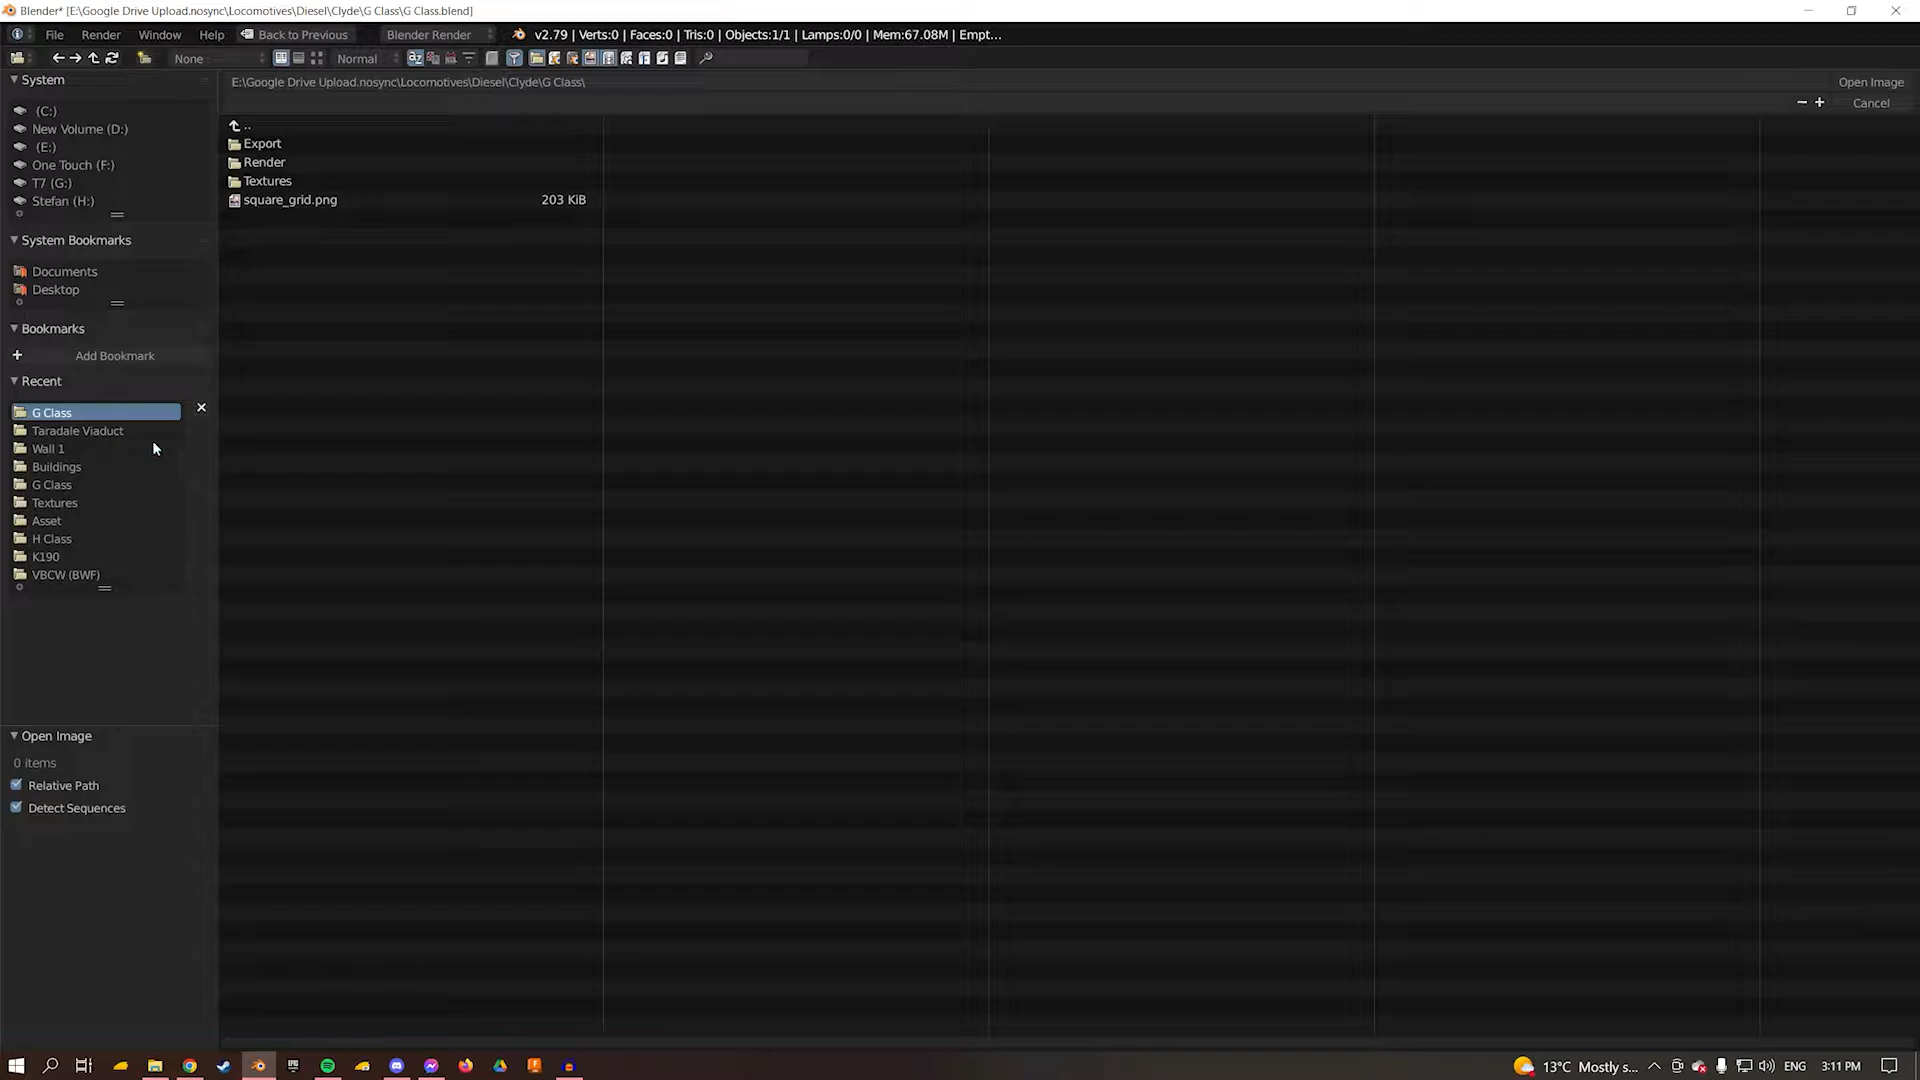 Blender* [E:\Google Drive Upload.nosync\Locomotives\Diesel\Clyde\G Class\G Class.blend]
File Render Window Help Back to Previous Blender Render v2.79 | Verts:0 | Faces:0 | Tris:0 | Objects:1/1 | Lamps:0/0 | Mem:67.08M | Empt...
None Normal
System
E:\Google Drive Upload.nosync\Locomotives\Diesel\Clyde\G Class\ Open Image
Cancel
(C:)
New Volume (D:)
(E:)
One Touch (F:)
T7 (G:)
Stefan (H:)
..
Export
Render
Textures
square_grid.png 203 KiB
System Bookmarks
Documents
Desktop
Bookmarks
Add Bookmark
Recent
G Class
Taradale Viaduct
Wall 1
Buildings
G Class
Textures
Asset
H Class
K190
VBCW (BWF)
Open Image
0 items
Relative Path
Detect Sequences
13°C Mostly s... ENG 3:11 PM